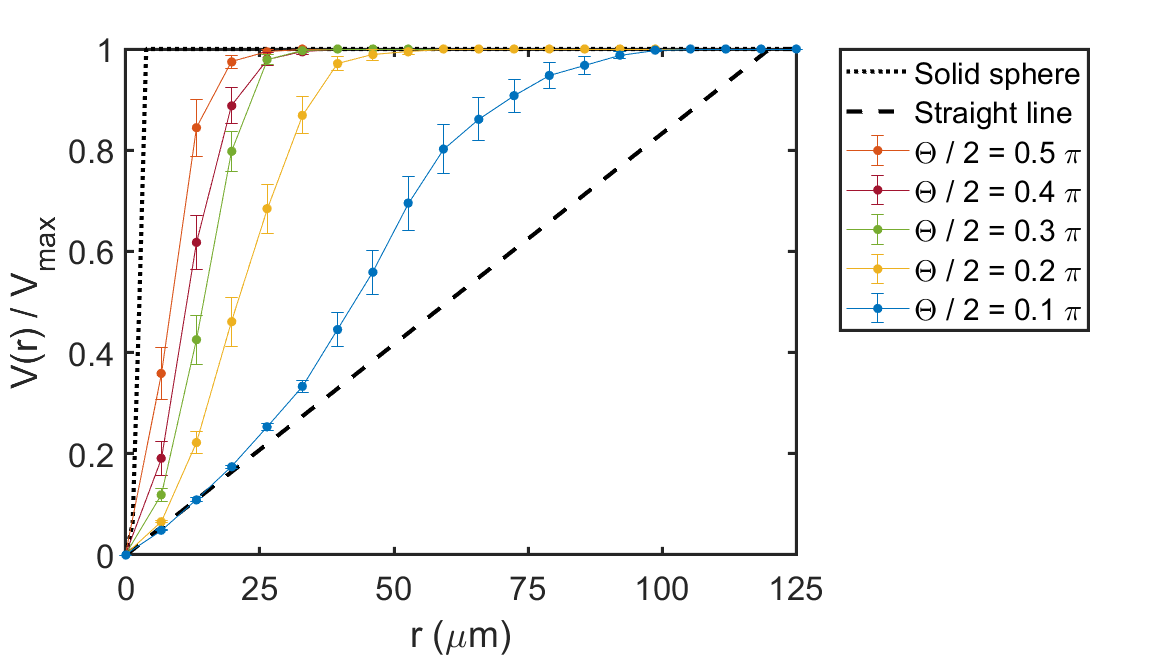 1
0.8
0.6
0.4
0.2
0
V(r) / Vmax
0
25
50
75
100
125
r (μm)
Solid sphere
Straight line
Θ / 2 = 0.5 π
Θ / 2 = 0.4 π
Θ / 2 = 0.3 π
Θ / 2 = 0.2 π
Θ / 2 = 0.1 π